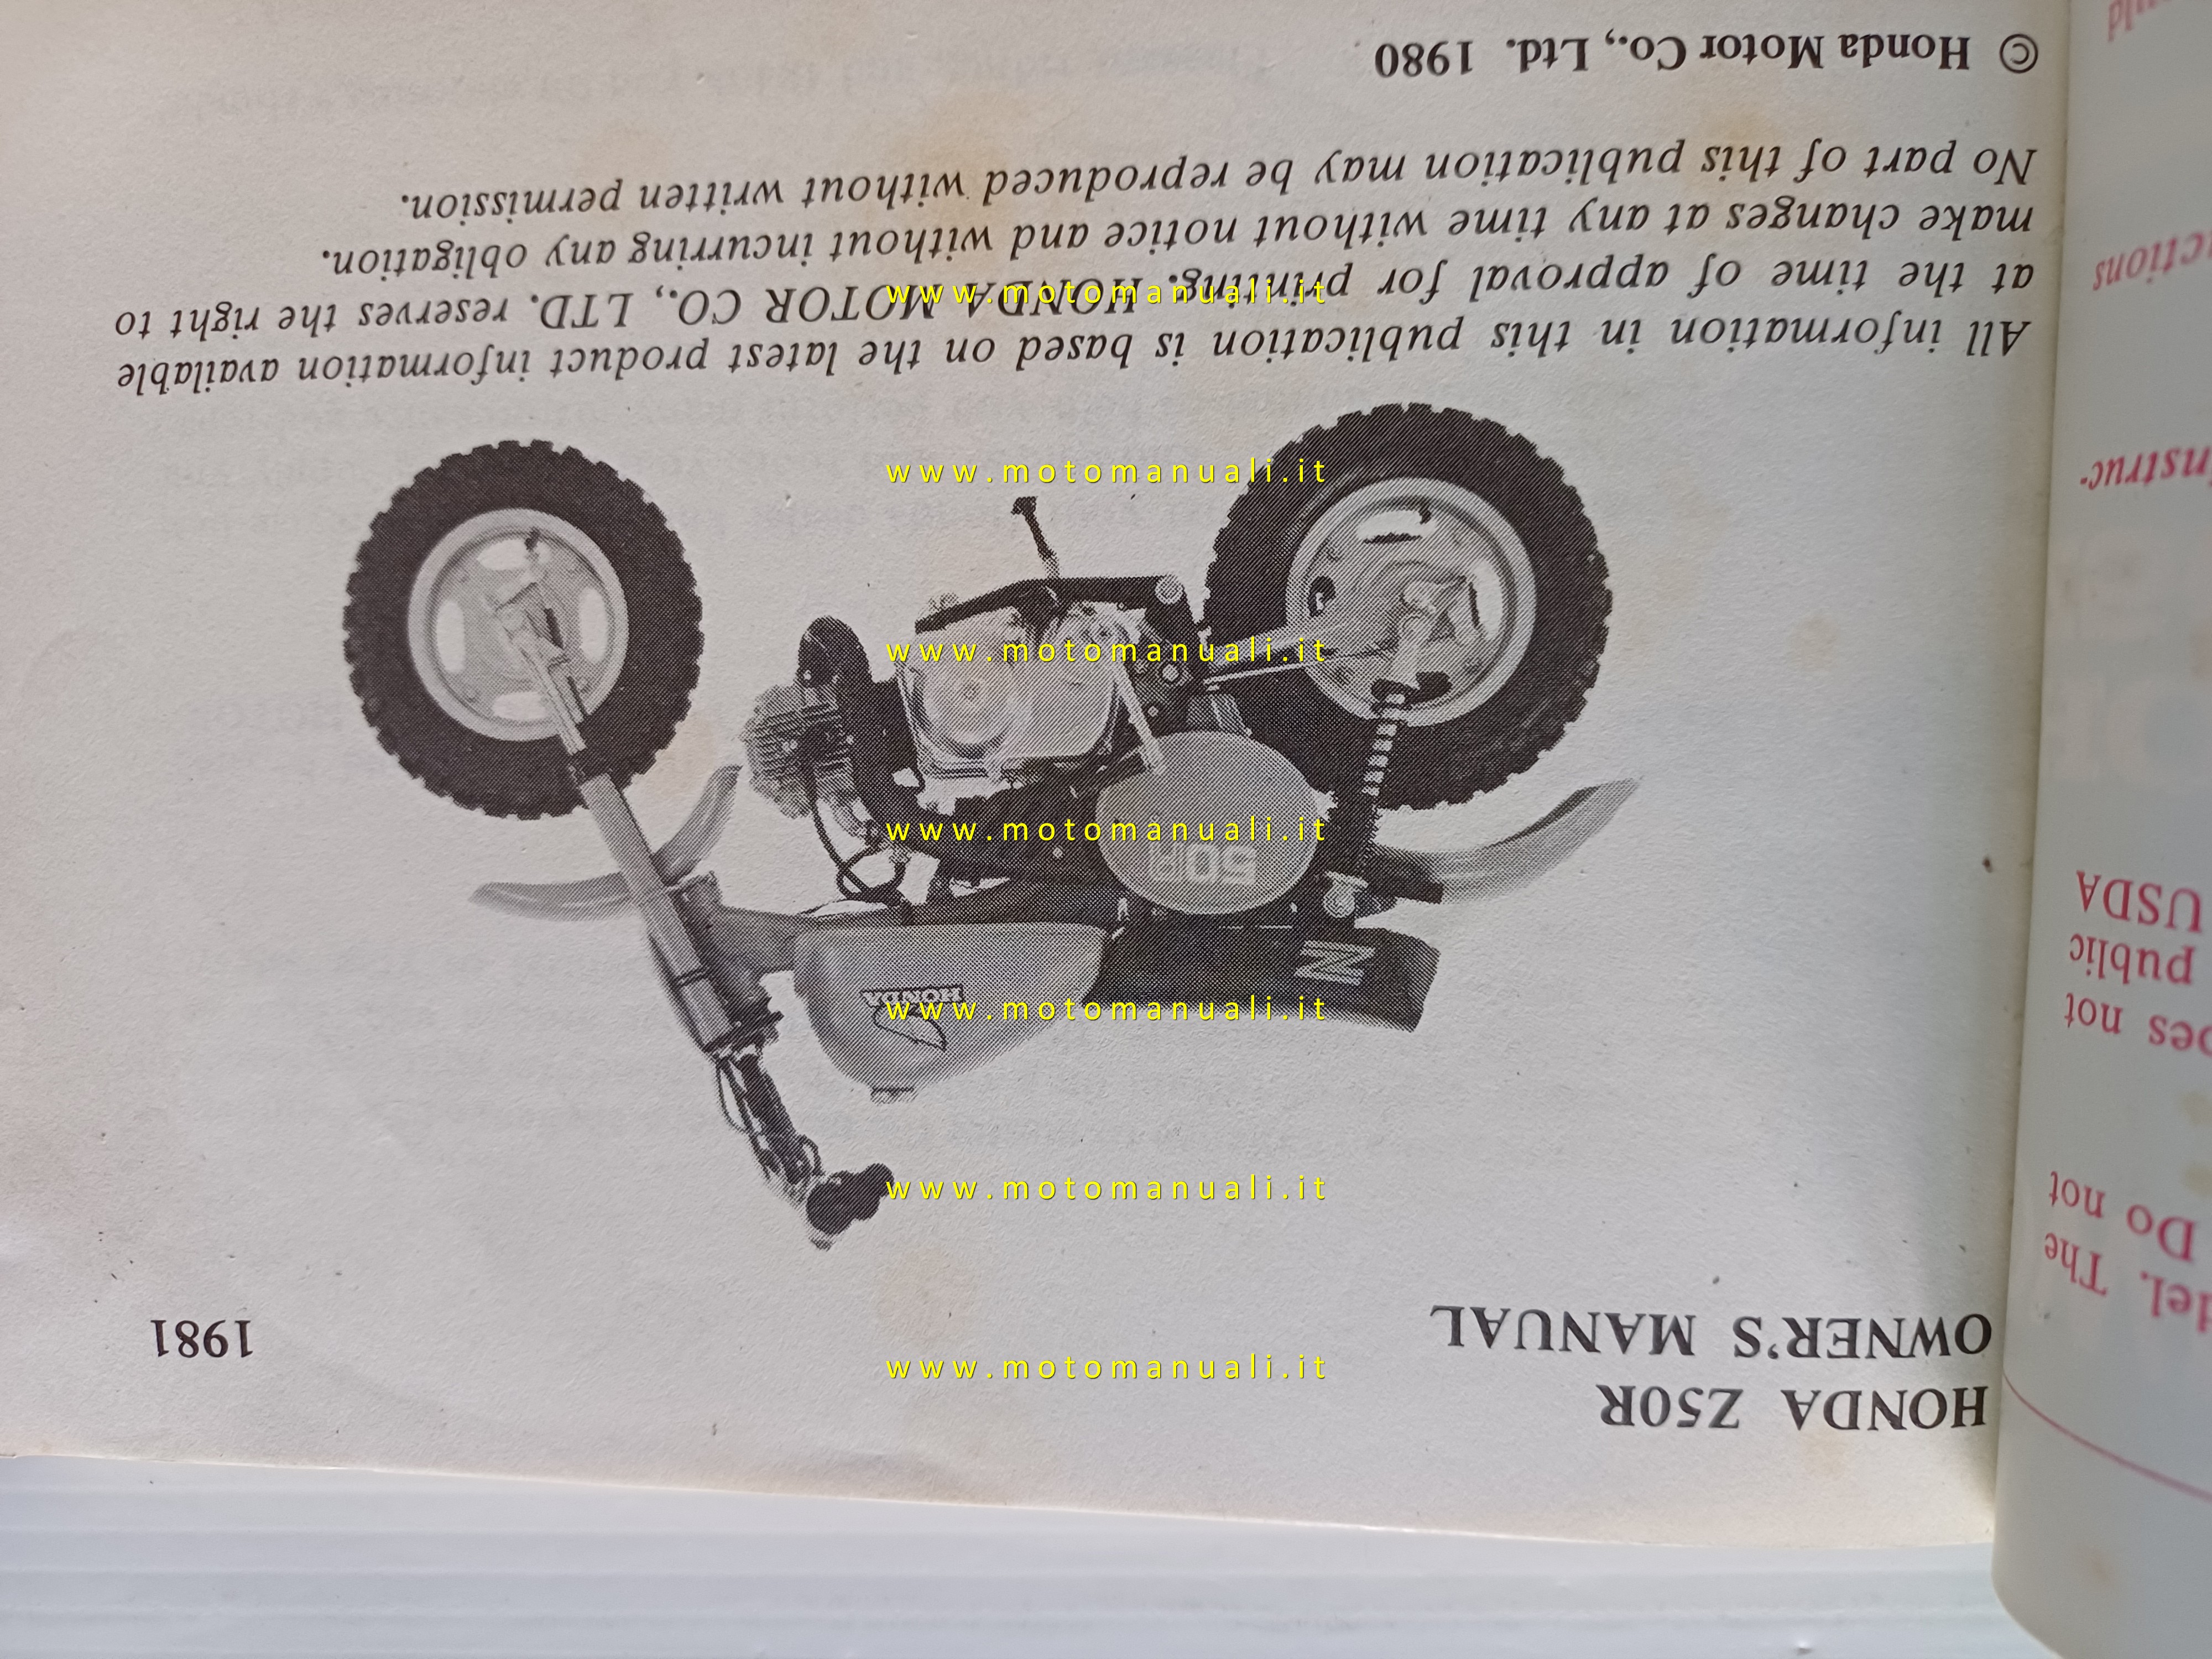 HONDA Z50R
OWNER'S MANUAL
1981
HONDA
Z
50R
All information in this publication is based on the latest product information available
at the time of approval for printing. HONDA MOTOR CO., LTD. reserves the right to
make changes at any time without notice and without incurring any obligation.
No part of this publication may be reproduced without written permission.
© Honda Motor Co., Ltd. 1980
The
Do not
not
public
USDA
www.motomanuali.it
www.motomanuali.it
www.motomanuali.it
www.motomanuali.it
www.motomanuali.it
www.motomanuali.it
www.motomanuali.it